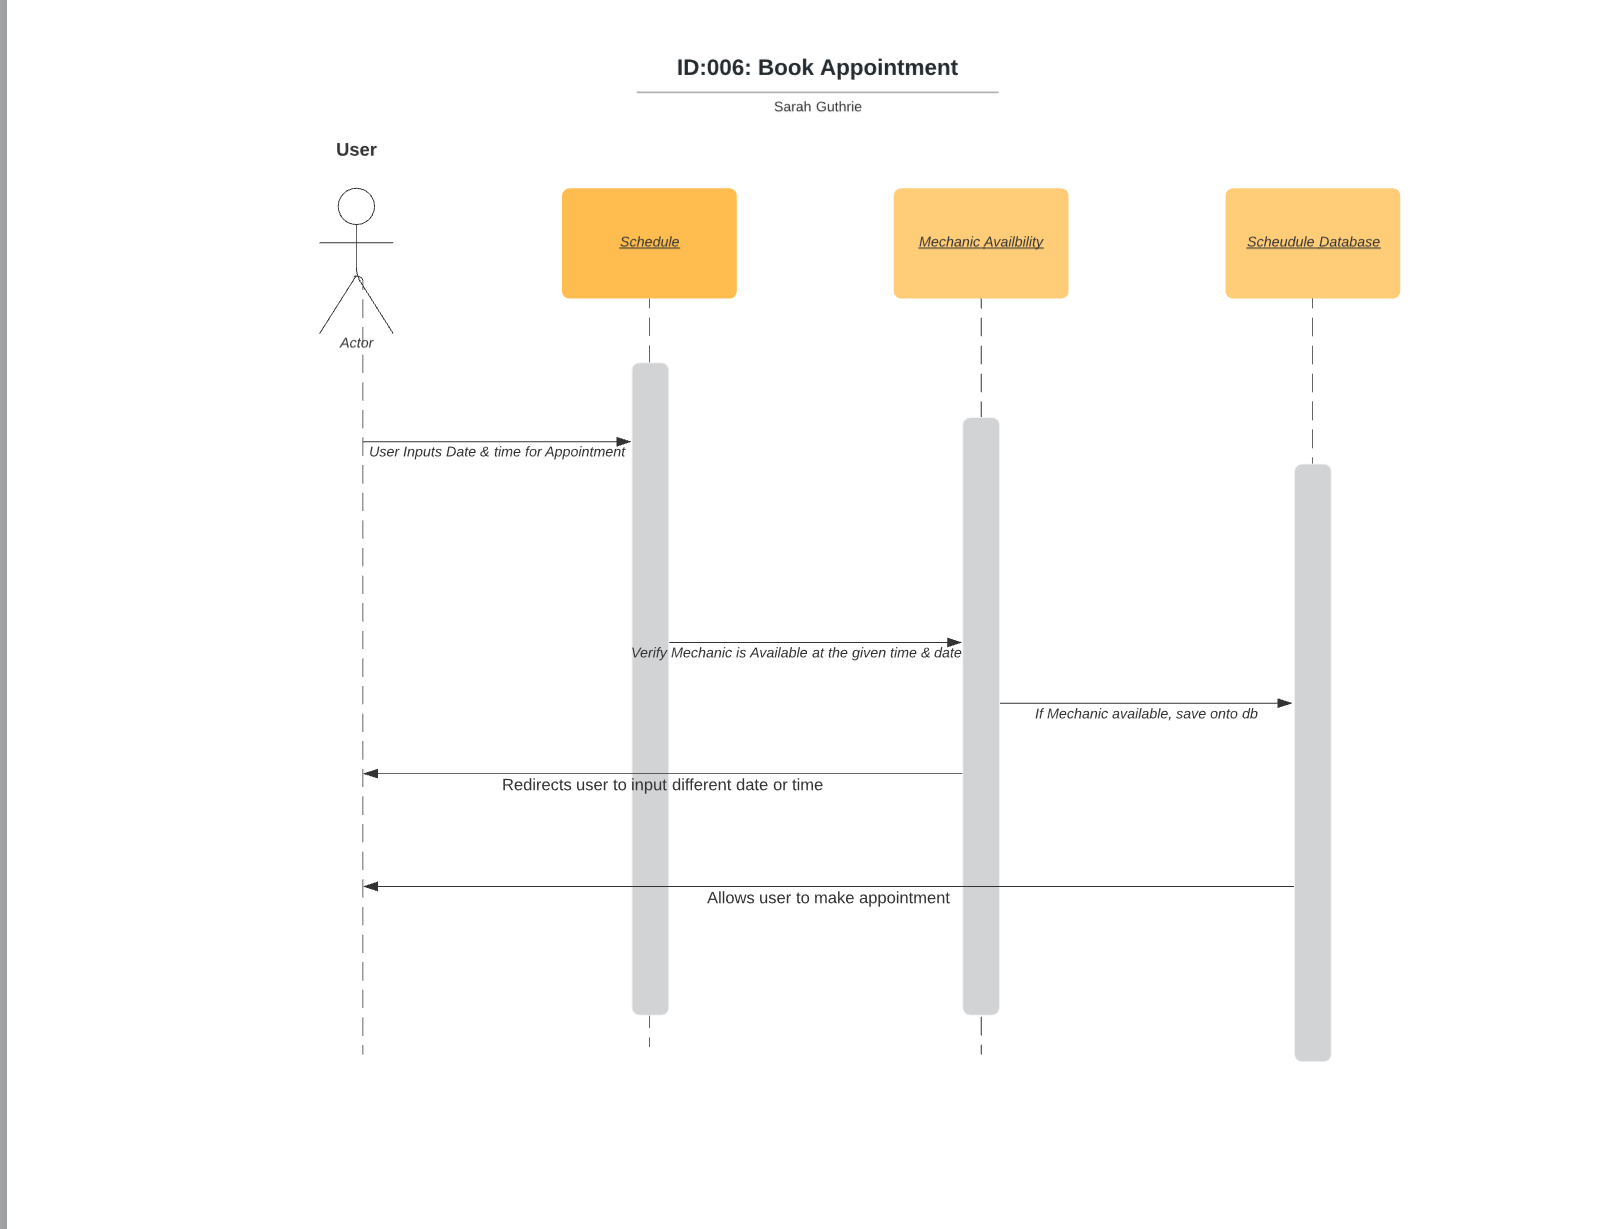 ID:006: Book Appointment
Sarah Guthrie
User
Schedule
Mechanic Availbility
Scheudule Database
Actor
User Inputs Date & time for Appointment
Verify Mechanic is Available at the given time & date
If Mechanic available, save onto db
Redirects user to input different date or time
Allows user to make appointment